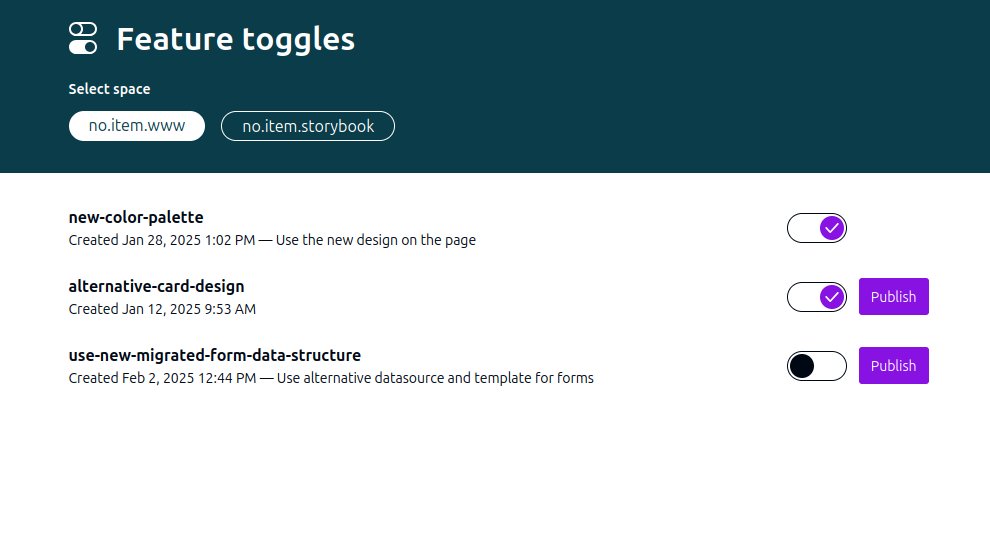 Feature toggles
Select space
no.item.www
no.item.storybook
new-color-palette
Created Jan 28, 2025 1:02 PM — Use the new design on the page
alternative-card-design
Created Jan 12, 2025 9:53 AM
Publish
use-new-migrated-form-data-structure
Created Feb 2, 2025 12:44 PM — Use alternative datasource and template for forms
Publish